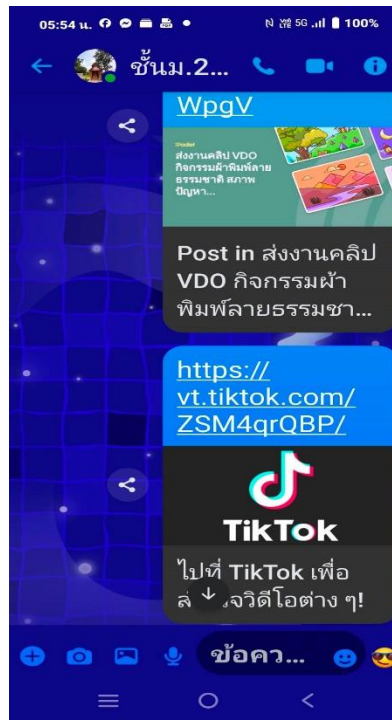 05:54 น.
5G
100%
ชั้นม.2...
WpgV
Padlet
ส่งงานคลิป VDO
กิจกรรมผ้าพิมพ์ลาย
ธรรมชาติ สภาพ
ปัญหา...
Post in ส่งงานคลิป
VDO กิจกรรมผ้า
พิมพ์ลายธรรมชา...
https://
vt.tiktok.com/
ZSM4qrQBP/
TikTok
ไปที่ TikTok เพื่อ
วิดีโอต่าง ๆ!
ข้อคว...